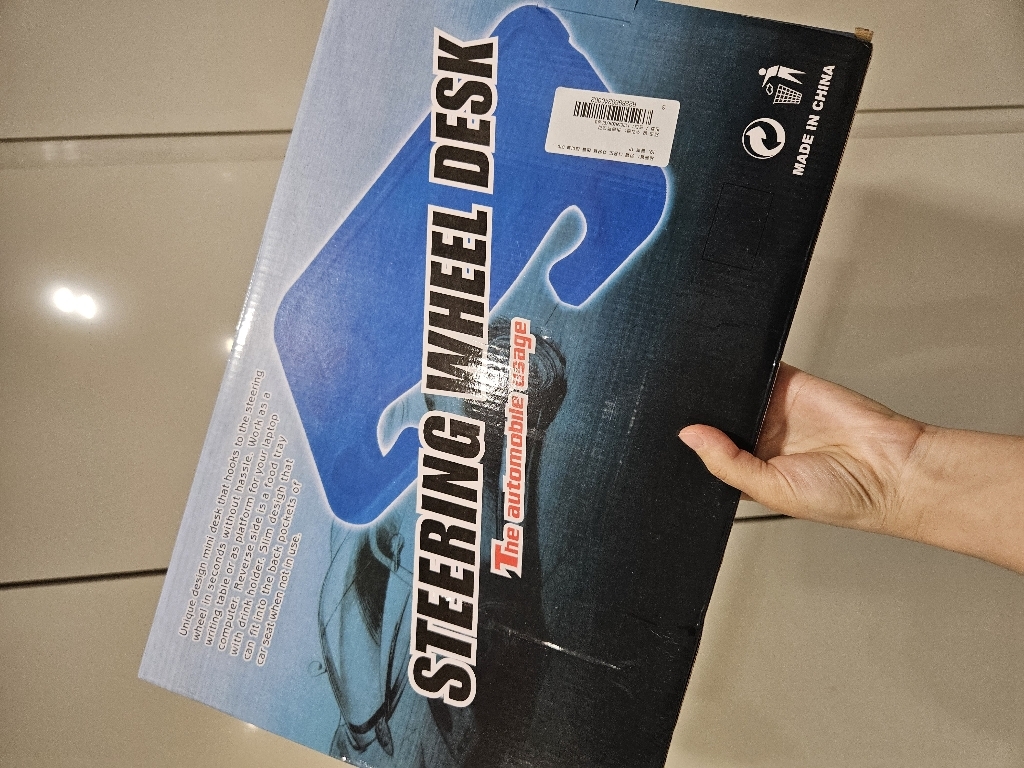 Unique design mini desk that hooks to the steering
wheel in seconds without hassle. Work as a
writing table or as platform for your laptop
computer. Reverse side is a food tray
with drink holder. Slim design that
can fit into the back pockets of
car seat when not in use.
STEERING WHEEL DESK
The automobile usage
MADE IN CHINA